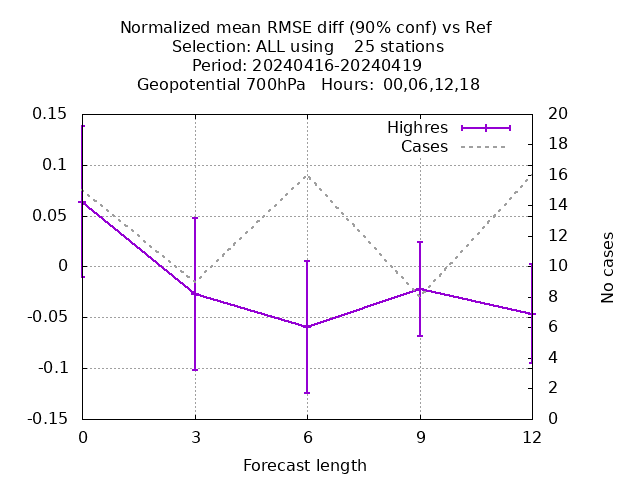 Normalized mean RMSE diff (90% conf) vs Ref
Selection: ALL using    25 stations
Period: 20240416-20240419
Geopotential 700hPa   Hours:  00,06,12,18
Highres
Cases
0.15
0.1
0.05
0
-0.05
-0.1
-0.15
20
18
16
14
12
10
8
6
4
2
0
No cases
0 3 6 9 12
Forecast length